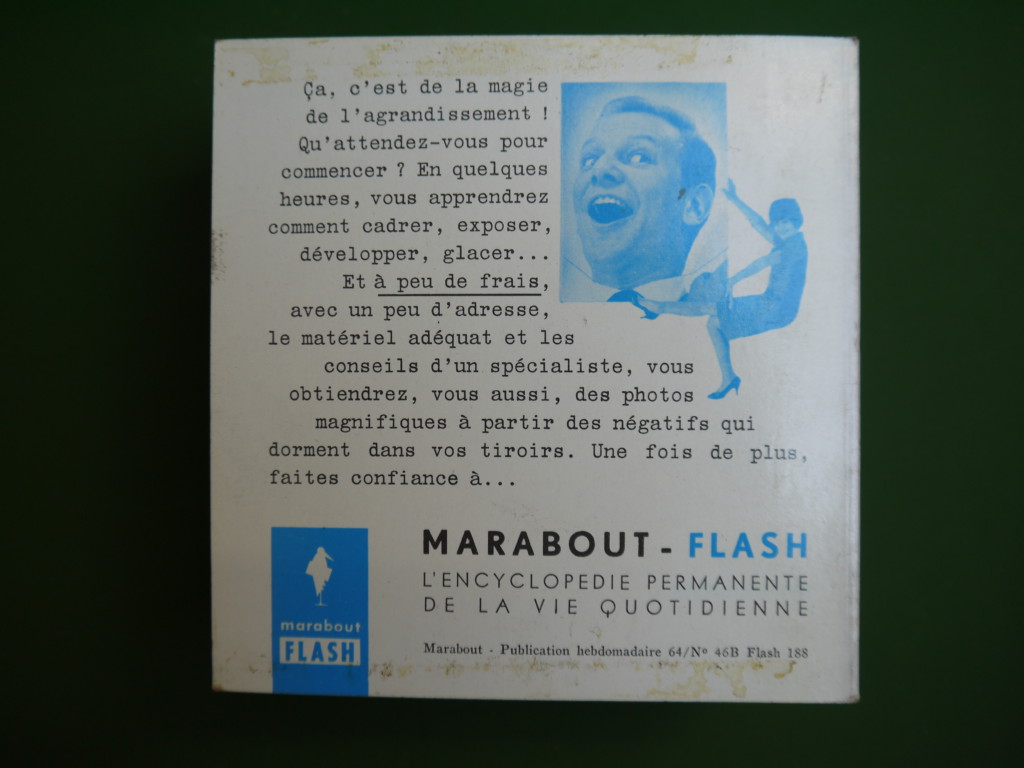 Ça, c'est de la magie
de l'agrandissement !
Qu'attendez-vous pour
commencer ? En quelques
heures, vous apprendrez
comment cadrer, exposer,
développer, glacer...
Et à peu de frais,
avec un peu d'adresse,
le matériel adéquat et les
conseils d'un spécialiste, vous
obtiendrez, vous aussi, des photos
magnifiques à partir des négatifs qui
dorment dans vos tiroirs. Une fois de plus,
faites confiance à...
MARABOUT - FLASH
L'ENCYCLOPEDIE PERMANENTE
DE LA VIE QUOTIDIENNE
marabout
FLASH
Marabout - Publication hebdomadaire 64/Nº 46B Flash 188